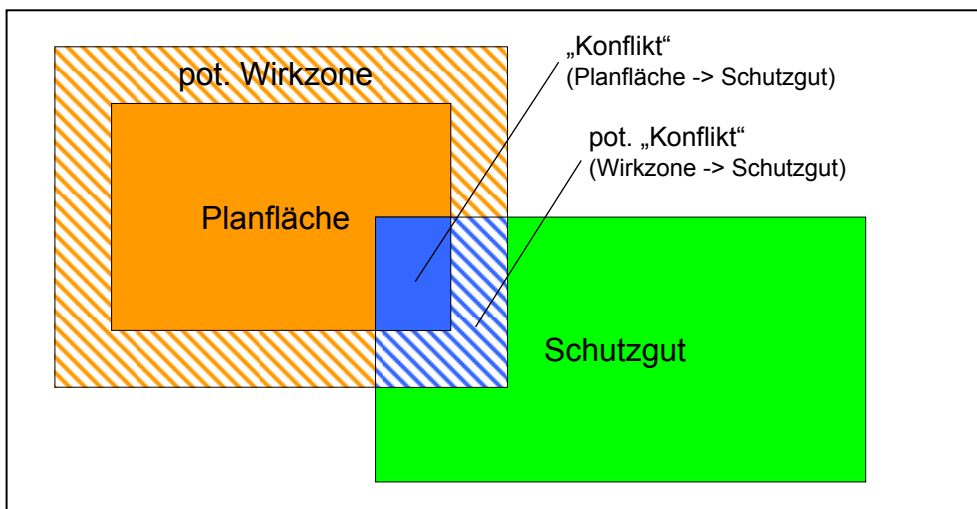 „Konflikt“
(Planfläche -> Schutzgut)
pot. Wirkzone
pot. „Konflikt“
(Wirkzone -> Schutzgut)
Planfläche
Schutzgut